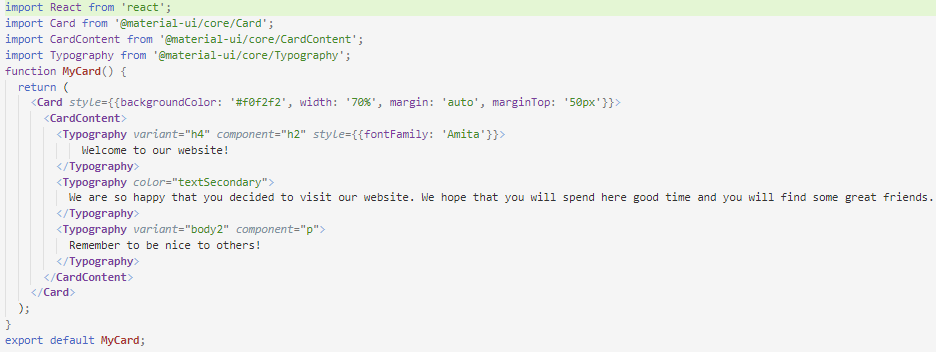 import React from 'react';
import Card from '@material-ui/core/Card';
import CardContent from '@material-ui/core/CardContent';
import Typography from '@material-ui/core/Typography';
function MyCard() {
  return (
    <Card style={{backgroundColor: '#f0f2f2', width: '70%', margin: 'auto', marginTop: '50px'}}>
      <CardContent>
        <Typography variant="h4" component="h2" style={{fontFamily: 'Amita'}}>
            Welcome to our website!
        </Typography>
        <Typography color="textSecondary">
          We are so happy that you decided to visit our website. We hope that you will spend here good time and you will find some great friends.
        </Typography>
        <Typography variant="body2" component="p">
          Remember to be nice to others!
        </Typography>
      </CardContent>
    </Card>
  );
}
export default MyCard;